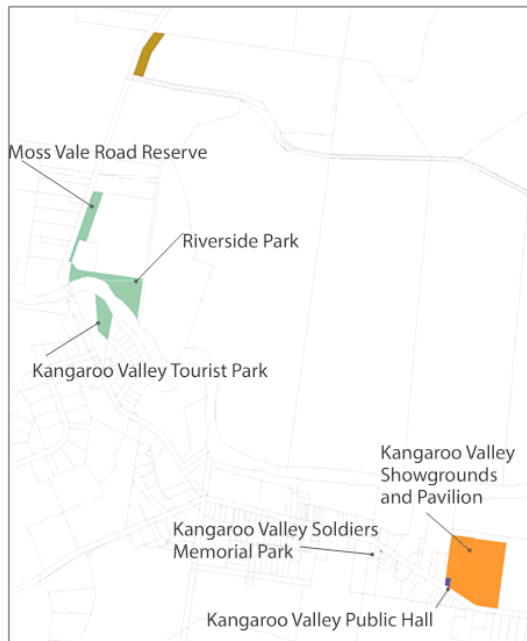 Moss Vale Road Reserve
Riverside Park
Kangaroo Valley Tourist Park
Kangaroo Valley
Showgrounds
and Pavilion
Kangaroo Valley Soldiers
Memorial Park
Kangaroo Valley Public Hall